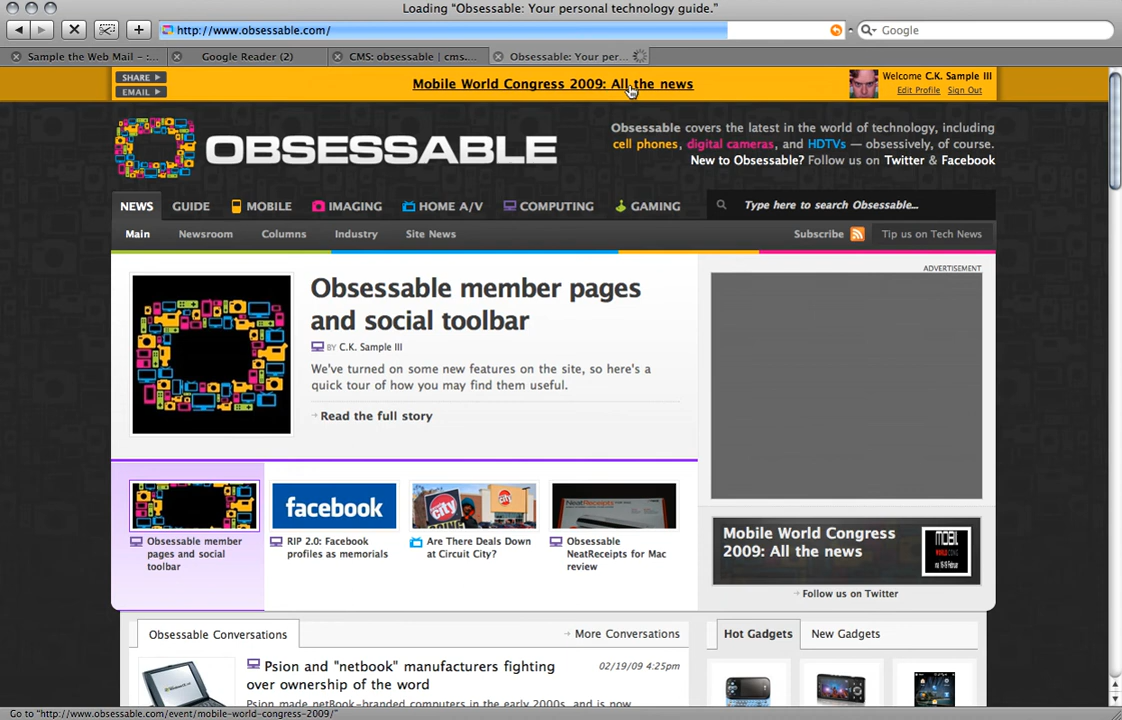 Loading "Obsessable: Your personal technology guide."
http://www.obsessable.com/
Google
Sample the Web Mail – :...
Google Reader (2)
CMS: obsessable | cms....
Obsessable: Your per...
SHARE
EMAIL
Mobile World Congress 2009: All the news
Welcome C.K. Sample III
Edit Profile Sign Out
OBSESSABLE
Obsessable covers the latest in the world of technology, including
cell phones, digital cameras, and HDTVs — obsessively, of course.
New to Obsessable? Follow us on Twitter & Facebook
NEWS GUIDE MOBILE IMAGING HOME A/V COMPUTING GAMING
Type here to search Obsessable...
Main Newsroom Columns Industry Site News
Subscribe
Tip us on Tech News
ADVERTISEMENT
Obsessable member pages
and social toolbar
BY C.K. Sample III
We've turned on some new features on the site, so here's a
quick tour of how you may find them useful.
Read the full story
facebook
city
NeatReceipts
Obsessable member
pages and social
toolbar
RIP 2.0: Facebook
profiles as memorials
Are There Deals Down
at Circuit City?
Obsessable
NeatReceipts for Mac
review
Mobile World Congress
2009: All the news
Follow us on Twitter
Obsessable Conversations
More Conversations
Hot Gadgets
New Gadgets
Psion and "netbook" manufacturers fighting
over ownership of the word
02/19/09 4:25pm
Psion made netBook-branded computers in the early 2000s, and is now
Go to "http://www.obsessable.com/event/mobile-world-congress-2009/"